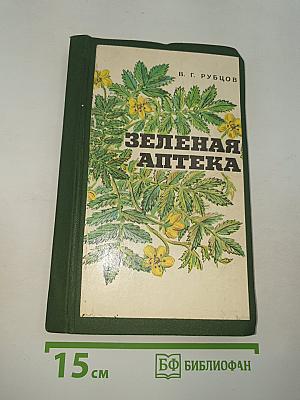 В. Г. РУБЦОВ
ЗЕЛЕНАЯ
АПТЕКА
15 см
БФ БИБЛИОФАН